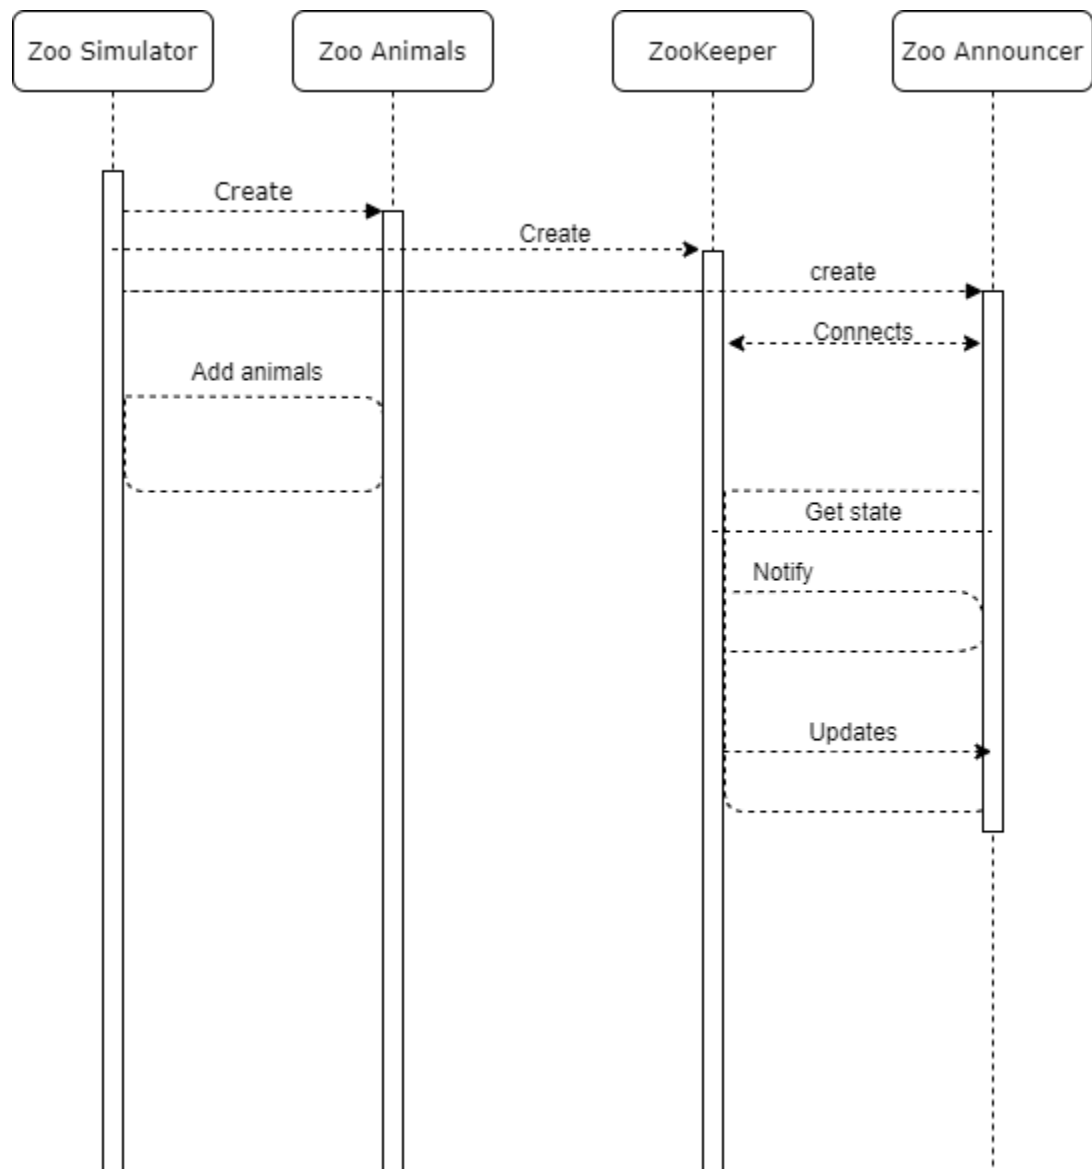 Zoo Simulator
Zoo Animals
ZooKeeper
Zoo Announcer
Create
Create
create
Connects
Add animals
Get state
Notify
Updates